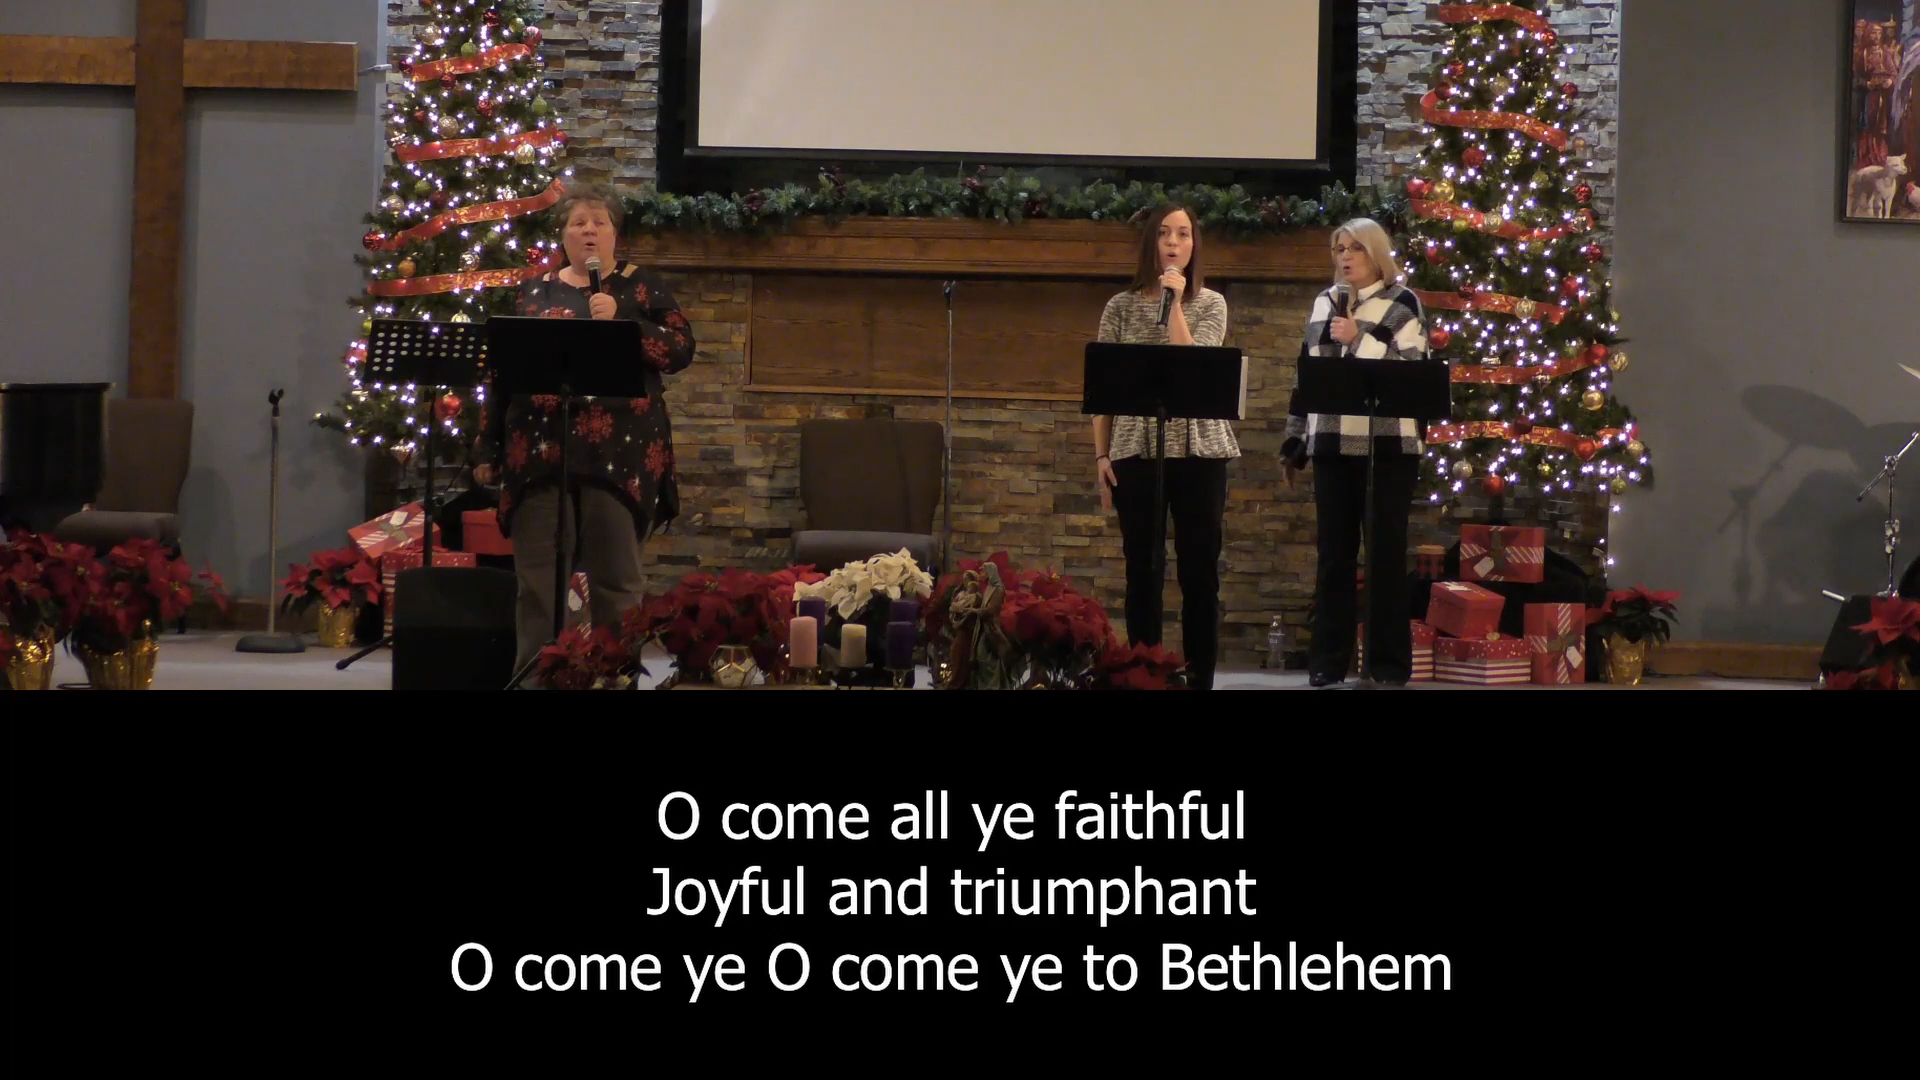 O come all ye faithful
Joyful and triumphant
O come ye O come ye to Bethlehem